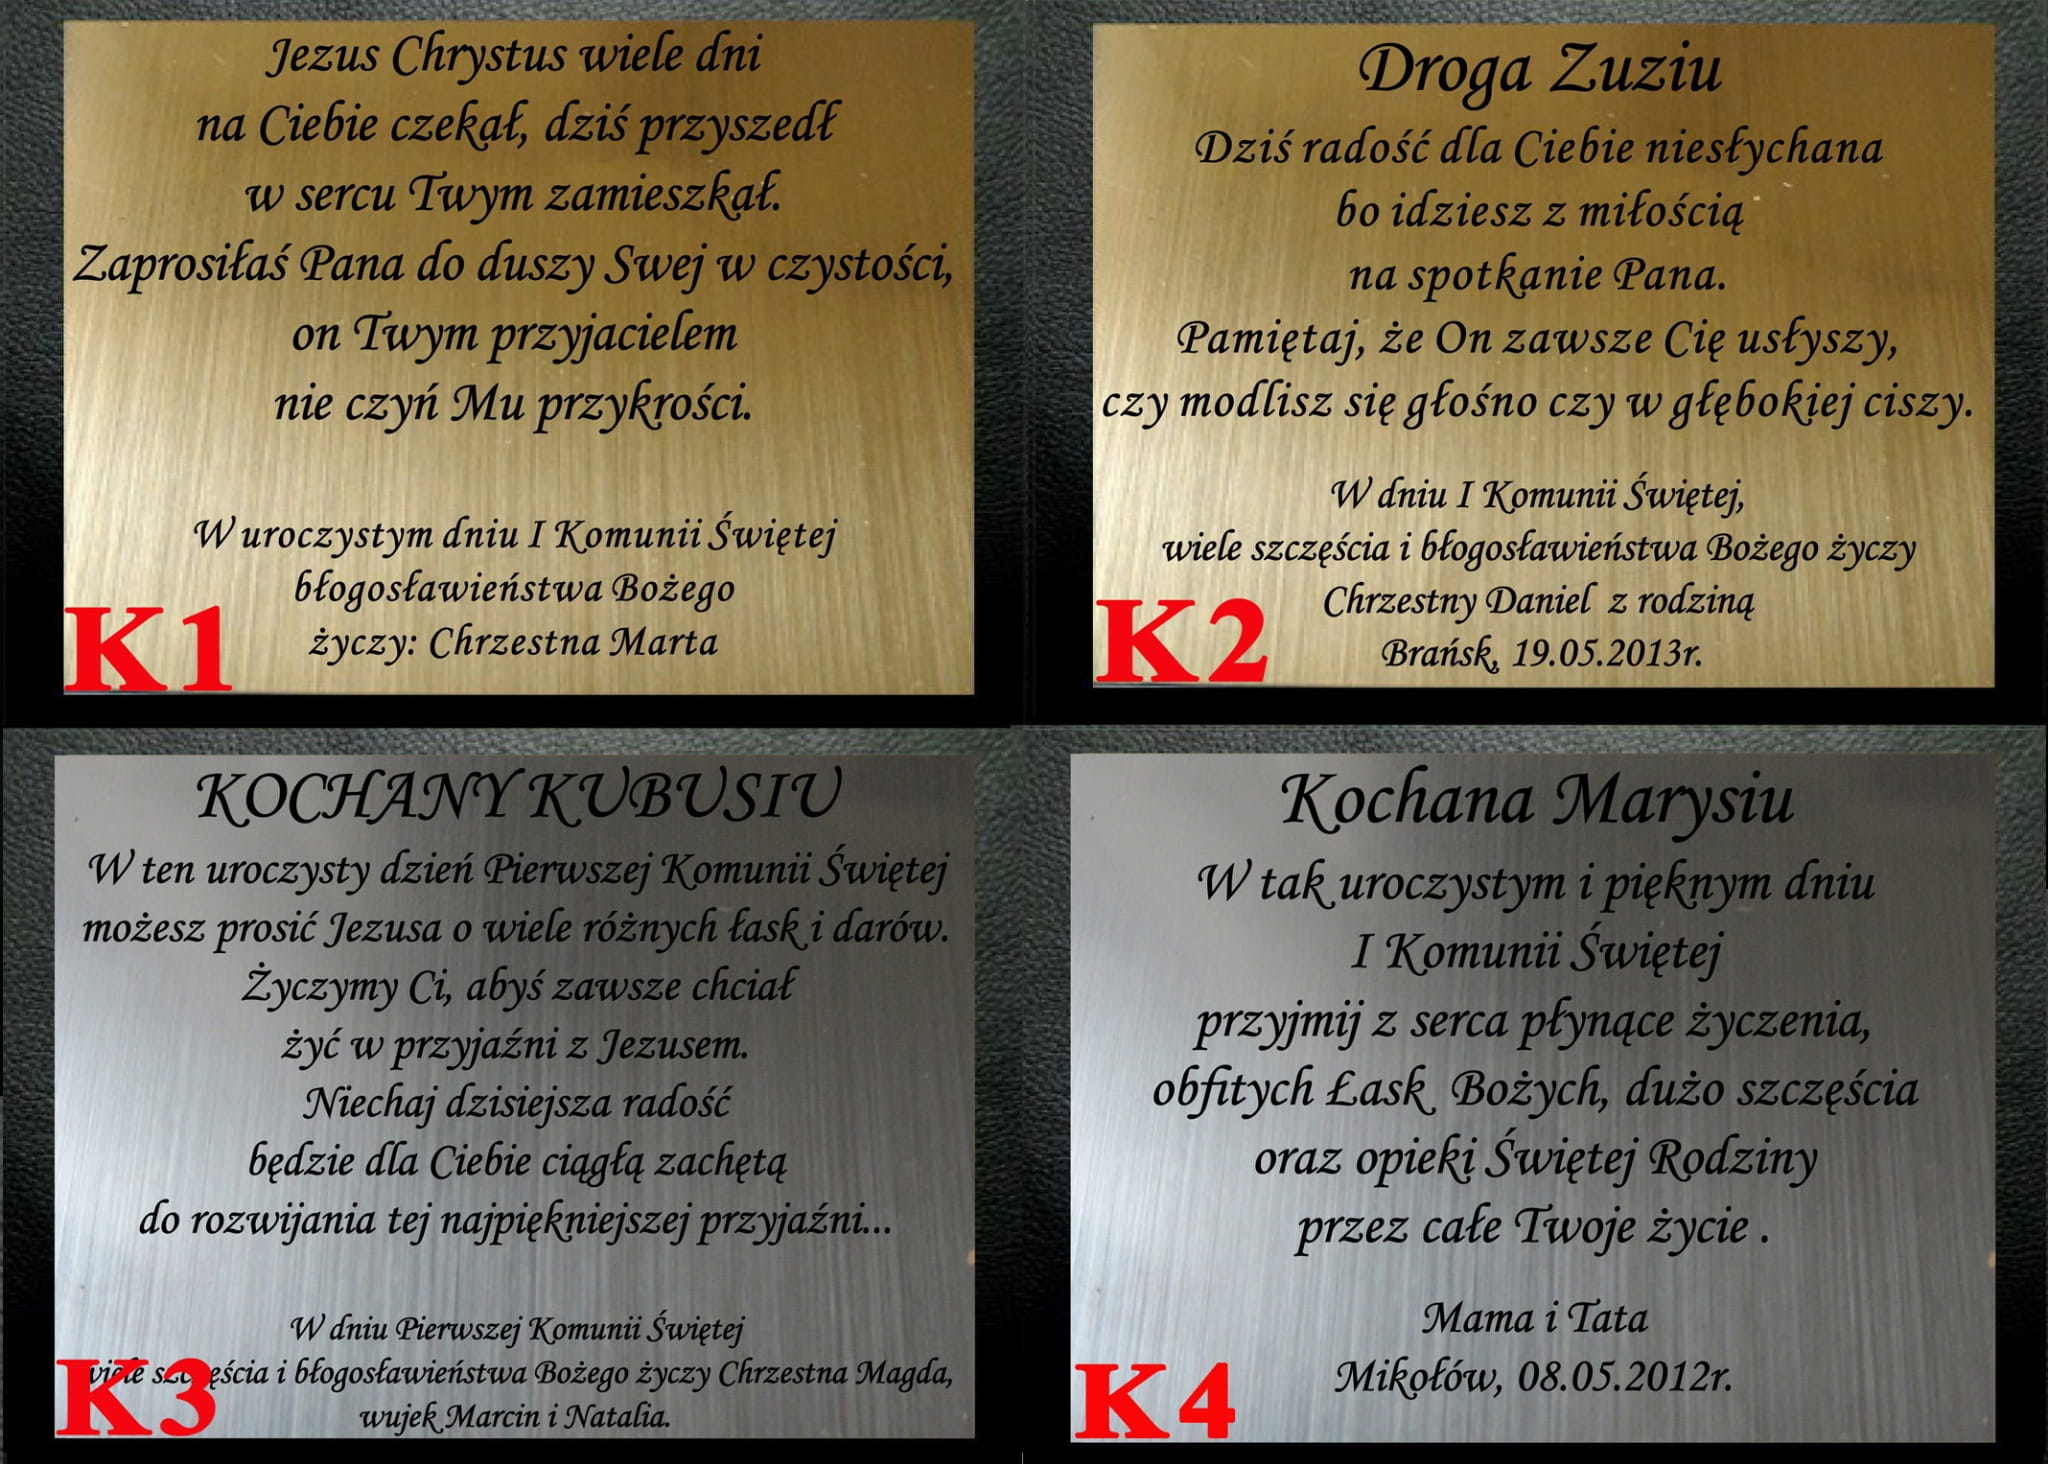 Jezus Chrystus wiele dni
na Ciebie czekał, dziś przyszedł
w sercu Twym zamieszkał.
Zaprosiłaś Pana do duszy Swej w czystości,
on Twym przyjacielem
nie czyń Mu przykrości.
W uroczystym dniu I Komunii Świętej
błogosławieństwa Bożego
życzy: Chrzestna Marta
K1
Droga Zuziu
Dziś radość dla Ciebie niesłychana
bo idziesz z miłością
na spotkanie Pana.
Pamiętaj, że On zawsze Cię usłyszy,
czy modlisz się głośno czy w głębokiej ciszy.
W dniu I Komunii Świętej,
wiele szczęścia i błogosławieństwa Bożego życzy
Chrzestny Daniel z rodziną
Brańsk, 19.05.2013r.
K2
KOCHANY KUBUSIU
W ten uroczysty dzień Pierwszej Komunii Świętej
możesz prosić Jezusa o wiele różnych łask i darów.
Życzymy Ci, abyś zawsze chciał
żyć w przyjaźni z Jezusem.
Niechaj dzisiejsza radość
będzie dla Ciebie ciągłą zachętą
do rozwijania tej najpiękniejszej przyjaźni...
W dniu Pierwszej Komunii Świętej
wiele szczęścia i błogosławieństwa Bożego życzy Chrzestna Magda,
wujek Marcin i Natalia.
K3
Kochana Marysiu
W tak uroczystym i pięknym dniu
I Komunii Świętej
przyjmij z serca płynące życzenia,
obfitych Łask Bożych, dużo szczęścia
oraz opieki Świętej Rodziny
przez całe Twoje życie .
Mama i Tata
Mikołów, 08.05.2012r.
K4